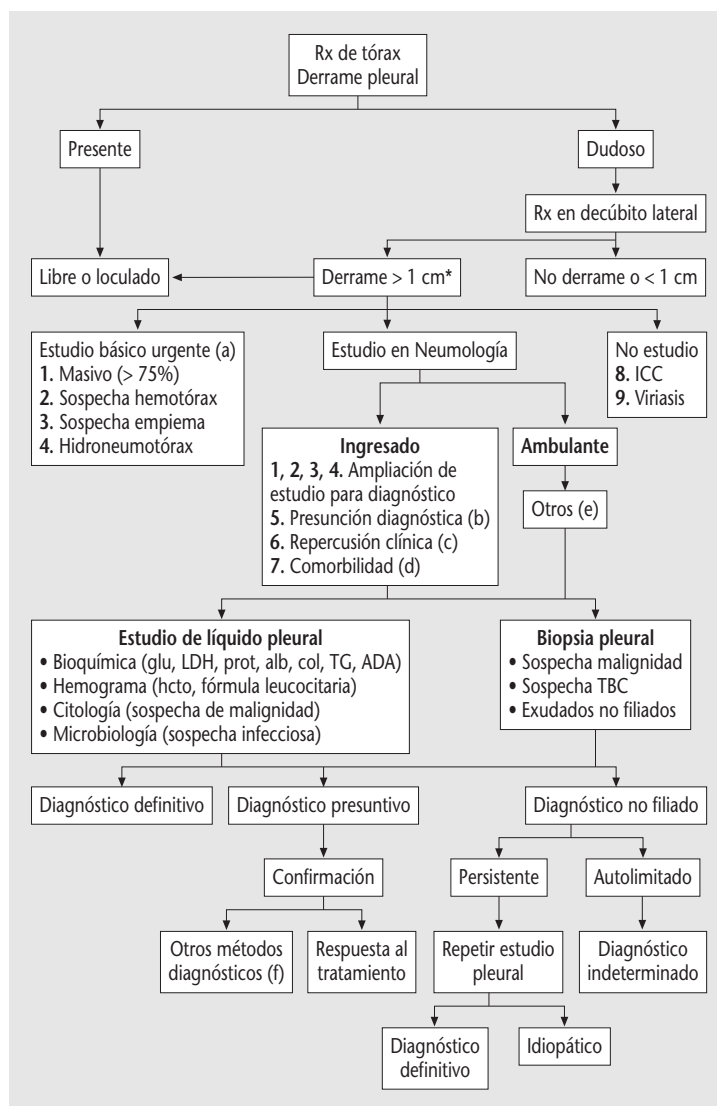 Rx de tórax
Derrame pleural
Presente
Dudoso
Rx en decúbito lateral
Libre o loculado
Derrame > 1 cm*
No derrame o < 1 cm
Estudio básico urgente (a)
1. Masivo (> 75%)
2. Sospecha hemotórax
3. Sospecha empiema
4. Hidroneumotórax
Estudio en Neumología
No estudio
8. ICC
9. Viriasis
Ingresado
1, 2, 3, 4. Ampliación de
estudio para diagnóstico
5. Presunción diagnóstica (b)
6. Repercusión clínica (c)
7. Comorbilidad (d)
Ambulante
Otros (e)
Estudio de líquido pleural
• Bioquímica (glu, LDH, prot, alb, col, TG, ADA)
• Hemograma (hcto, fórmula leucocitaria)
• Citología (sospecha de malignidad)
• Microbiología (sospecha infecciosa)
Biopsia pleural
• Sospecha malignidad
• Sospecha TBC
• Exudados no filiados
Diagnóstico definitivo
Diagnóstico presuntivo
Diagnóstico no filiado
Confirmación
Persistente
Autolimitado
Otros métodos
diagnósticos (f)
Respuesta al
tratamiento
Repetir estudio
pleural
Diagnóstico
indeterminado
Diagnóstico
definitivo
Idiopático